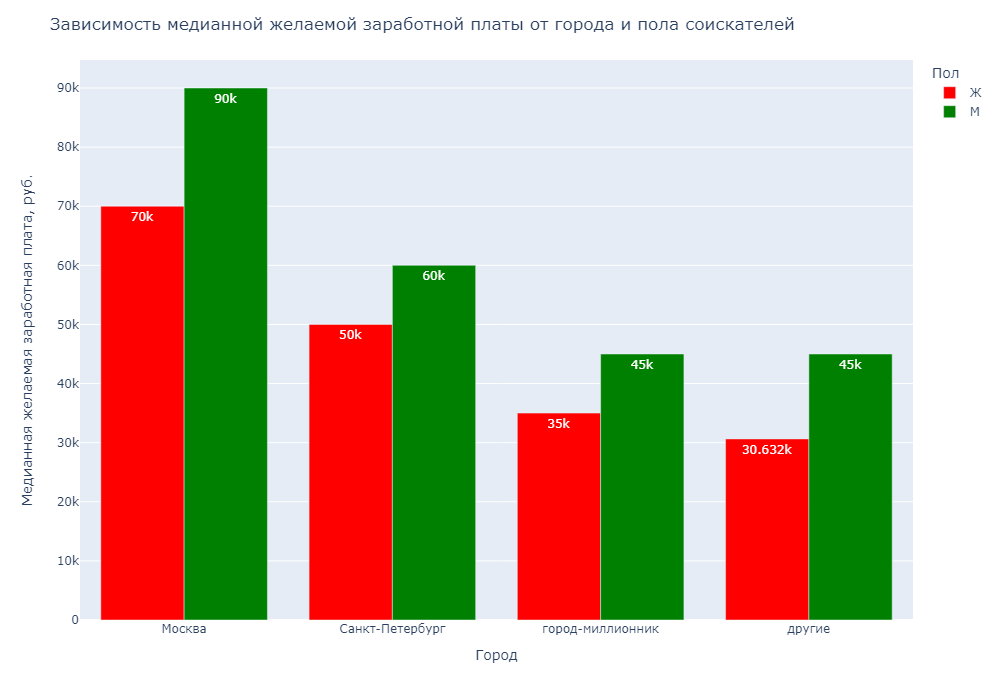 Зависимость медианной желаемой заработной платы от города и пола соискателей
Пол
Ж
М
Медианная желаемая заработная плата, руб.
90k
80k
70k
60k
50k
40k
30k
20k
10k
0
70k
90k
50k
60k
35k
45k
30.632k
45k
Москва
Санкт-Петербург
город-миллионник
другие
Город